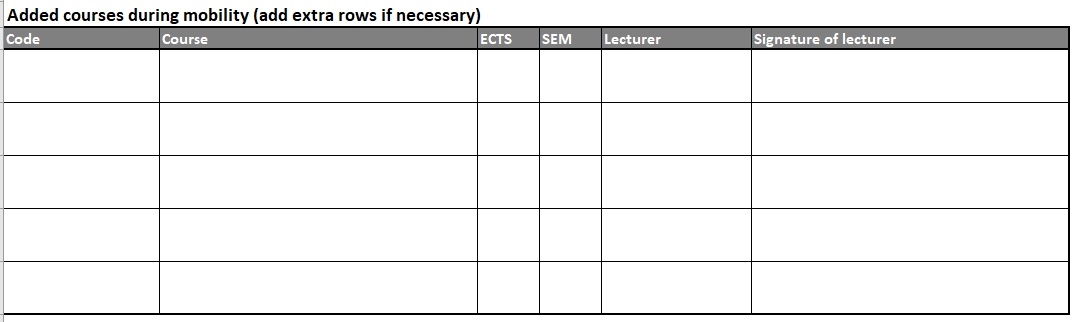 Added courses during mobility (add extra rows if necessary)
Code Course ECTS SEM Lecturer Signature of lecturer